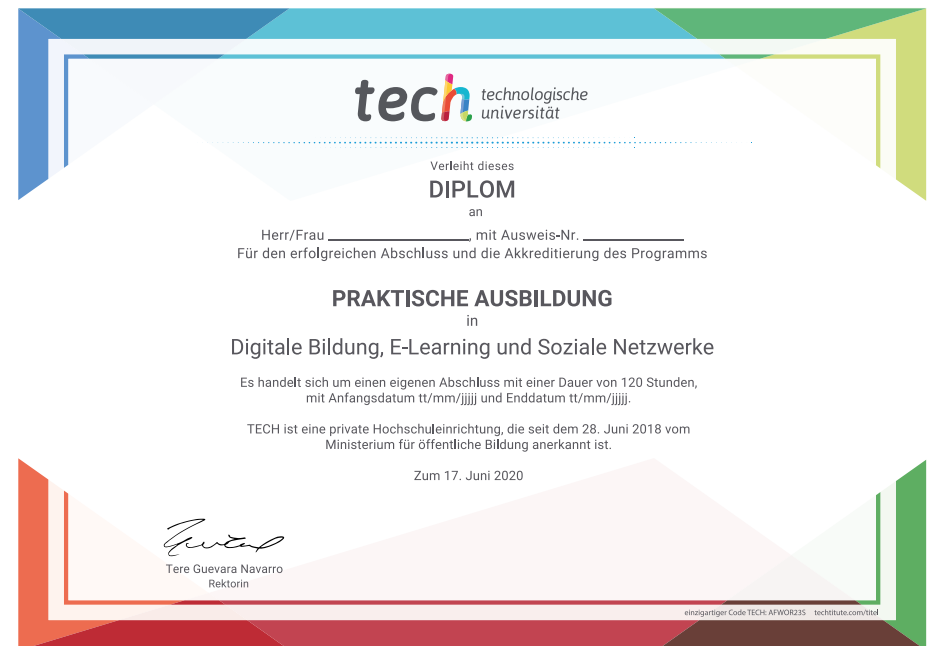 tech technologische
universität
Verleiht dieses
DIPLOM
an
Herr/Frau ____________________, mit Ausweis-Nr. ______________
Für den erfolgreichen Abschluss und die Akkreditierung des Programms
PRAKTISCHE AUSBILDUNG
in
Digitale Bildung, E-Learning und Soziale Netzwerke
Es handelt sich um einen eigenen Abschluss mit einer Dauer von 120 Stunden,
mit Anfangsdatum tt/mm/jjjjj und Enddatum tt/mm/jjjjj.
TECH ist eine private Hochschuleinrichtung, die seit dem 28. Juni 2018 vom
Ministerium für öffentliche Bildung anerkannt ist.
Zum 17. Juni 2020
Tere Guevara Navarro
Rektorin
einzigartiger Code TECH: AFWOR23S techtitute.com/titel